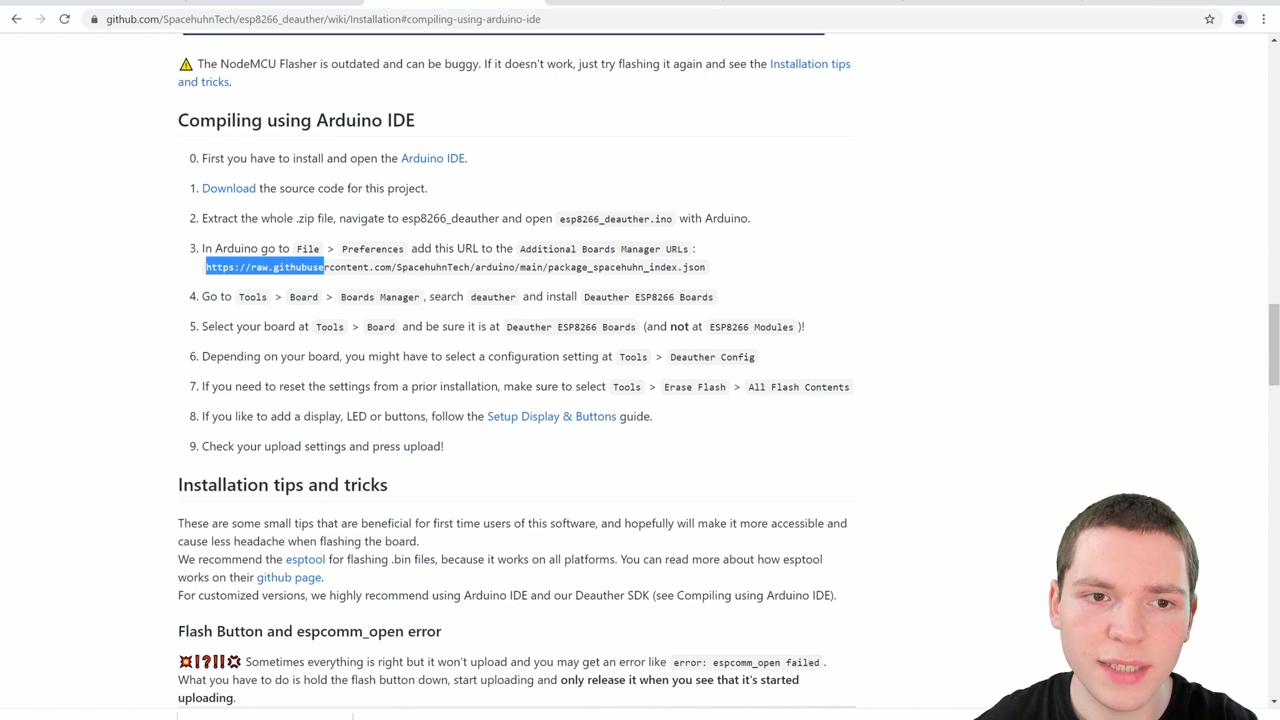 github.com/SpacehuhnTech/esp8266_deauther/wiki/Installation#compiling-using-arduino-ide
The NodeMCU Flasher is outdated and can be buggy. If it doesn't work, just try flashing it again and see the Installation tips
and tricks.
Compiling using Arduino IDE
0. First you have to install and open the Arduino IDE.
1. Download the source code for this project.
2. Extract the whole .zip file, navigate to esp8266_deauther and open esp8266_deauther.ino with Arduino.
3. In Arduino go to File > Preferences add this URL to the Additional Boards Manager URLs :
https://raw.githubusercontent.com/SpacehuhnTech/arduino/main/package_spacehuhn_index.json
4. Go to Tools > Board > Boards Manager , search deauther and install Deauther ESP8266 Boards
5. Select your board at Tools > Board and be sure it is at Deauther ESP8266 Boards (and not at ESP8266 Modules )!
6. Depending on your board, you might have to select a configuration setting at Tools > Deauther Config
7. If you need to reset the settings from a prior installation, make sure to select Tools > Erase Flash > All Flash Contents
8. If you like to add a display, LED or buttons, follow the Setup Display & Buttons guide.
9. Check your upload settings and press upload!
Installation tips and tricks
These are some small tips that are beneficial for first time users of this software, and hopefully will make it more accessible and
cause less headache when flashing the board.
We recommend the esptool for flashing .bin files, because it works on all platforms. You can read more about how esptool
works on their github page.
For customized versions, we highly recommend using Arduino IDE and our Deauther SDK (see Compiling using Arduino IDE).
Flash Button and espcomm_open error
Sometimes everything is right but it won't upload and you may get an error like error: espcomm_open failed .
What you have to do is hold the flash button down, start uploading and only release it when you see that it's started
uploading.